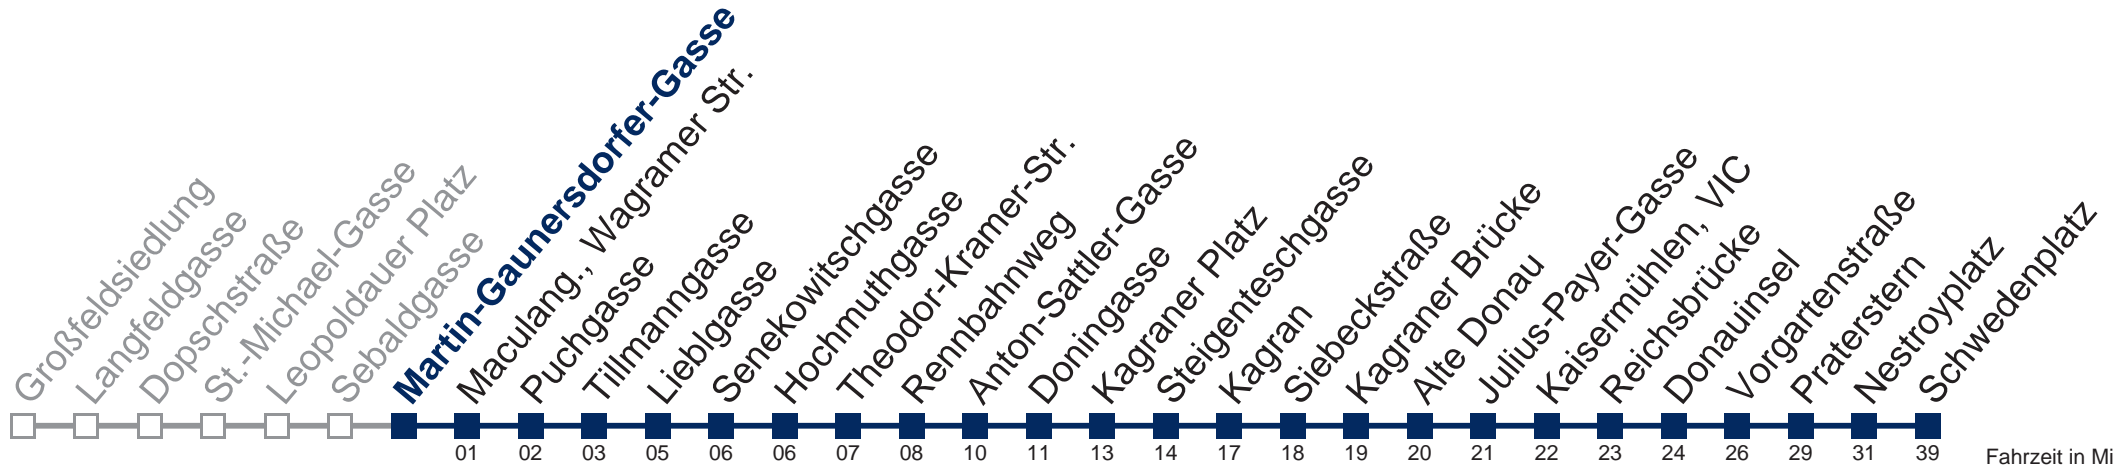 Großfeldsiedlung
Langfeldgasse
Dopschstraße
St.-Michael-Gasse
Leopoldauer Platz
Sebaldgasse
Martin-Gaunersdorfer-Gasse
Maculang., Wagramer Str.
Puchgasse
Tillmanngasse
Lieblgasse
Senekowitschgasse
Hochmuthgasse
Theodor-Kramer-Str.
Rennbahnweg
Anton-Sattler-Gasse
Doningasse
Kagraner Platz
Steigenteschgasse
Kagran
Siebeckstraße
Kagraner Brücke
Alte Donau
Julius-Payer-Gasse
Kaisermühlen, VIC
Reichsbrücke
Donauinsel
Vorgartenstraße
Praterstern
Nestroyplatz
Schwedenplatz
01 02 03 05 06 06 07 08 10 11 13 14 17 18 19 20 21 22 23 24 26 29 31 39 Fahrzeit in Mi